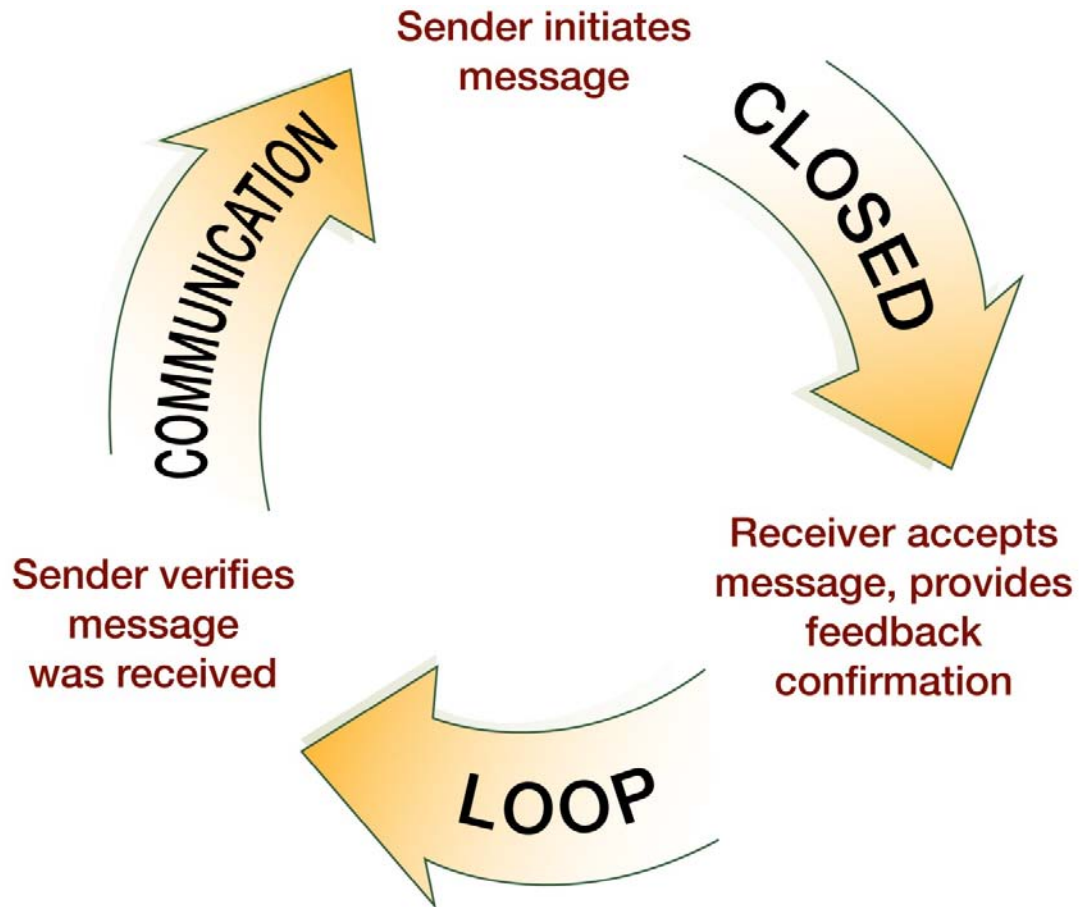 Sender initiates
message
CLOSED
Receiver accepts
message, provides
feedback
confirmation
LOOP
Sender verifies
message
was received
COMMUNICATION